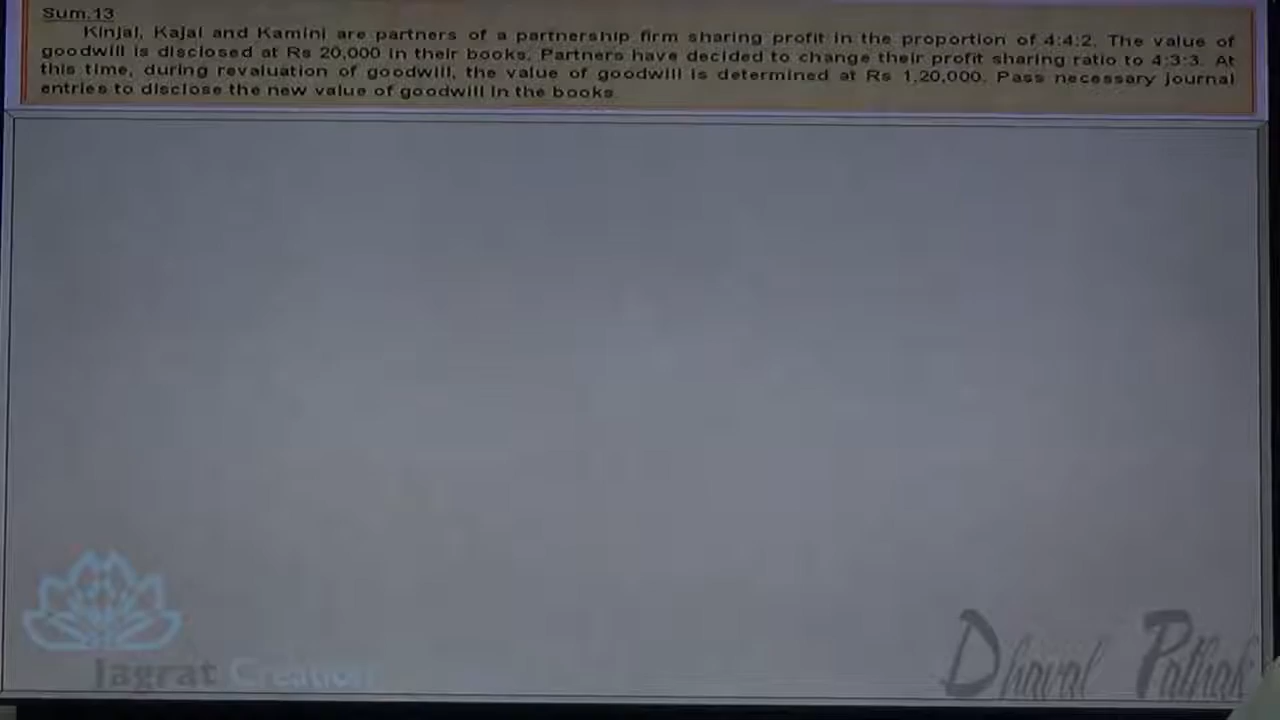 Sum.13
Kinjal, Kajal and Kamini are partners of a partnership firm sharing profit in the proportion of 4:4:2. The value of
goodwill is disclosed at Rs 20,000 in their books. Partners have decided to change their profit sharing ratio to 4:3:3. At
this time, during revaluation of goodwill, the value of goodwill is determined at Rs 1,20,000. Pass necessary journal
entries to disclose the new value of goodwill in the books.
Jagrat Creation
Dhaval Pathak